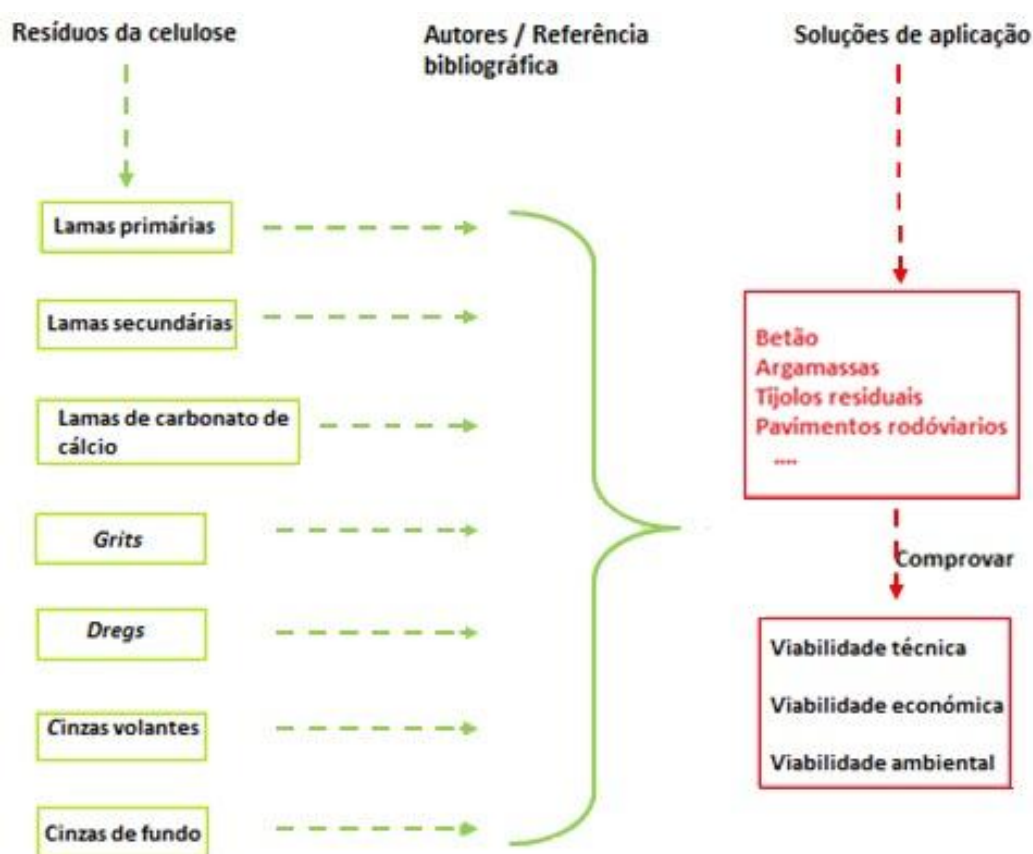 Resíduos da celulose
Autores / Referência
bibliográfica
Soluções de aplicação
Lamas primárias
Lamas secundárias
Lamas de carbonato de
cálcio
Grits
Dregs
Cinzas volantes
Cinzas de fundo
Betão
Argamassas
Tijolos residuais
Pavimentos rodóviarios
....
Comprovar
Viabilidade técnica
Viabilidade económica
Viabilidade ambiental